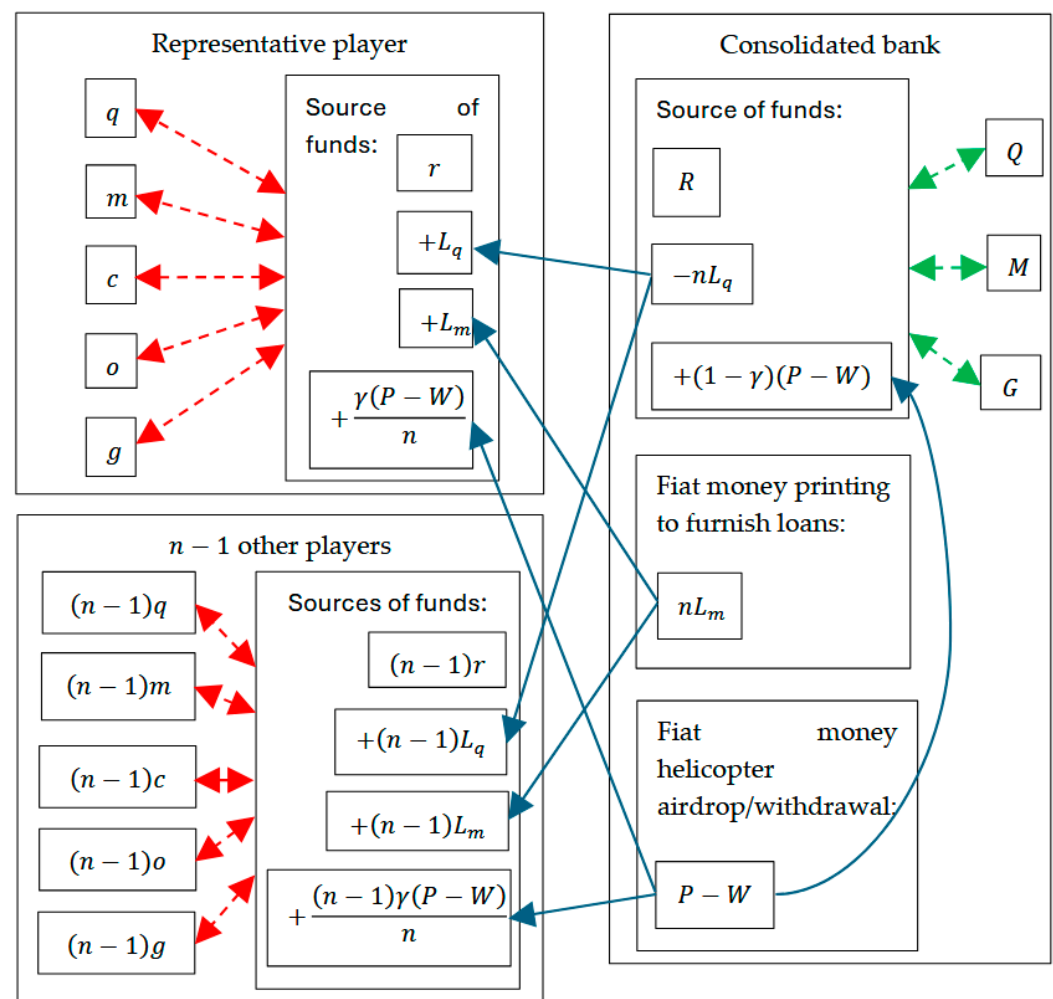 Representative player
q
m
c
o
g
Source of
funds:
r
+L_q
+L_m
+ γ(P − W)/n
Consolidated bank
Source of funds:
R
−nL_q
+(1 − γ)(P − W)
Q
M
G
Fiat money printing
to furnish loans:
nL_m
Fiat money
helicopter
airdrop/withdrawal:
P − W
n − 1 other players
(n − 1)q
(n − 1)m
(n − 1)c
(n − 1)o
(n − 1)g
Sources of funds:
(n − 1)r
+(n − 1)L_q
+(n − 1)L_m
+ (n − 1)γ(P − W)/n